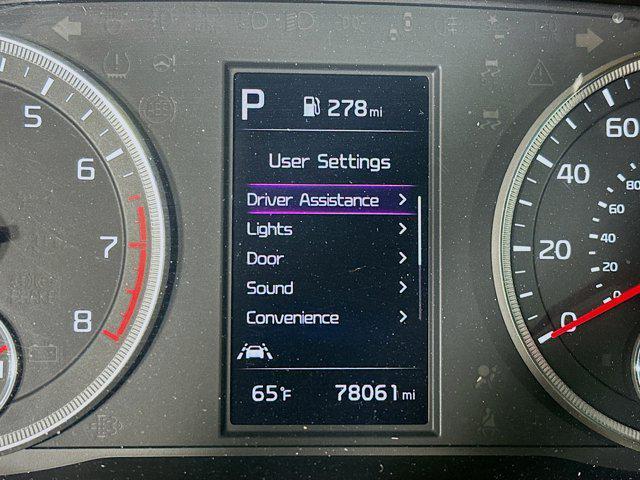 P 278 mi
User Settings
Driver Assistance >
Lights >
Door >
Sound >
Convenience >
65°F 78061 mi
5
6
7
8
60
40
20
0
80
60
40
20
0